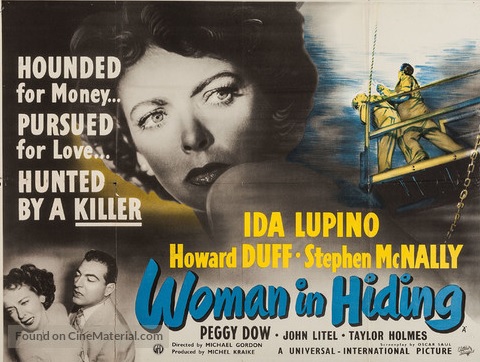 HOUNDED
for Money...
PURSUED
for Love...
HUNTED
BY A KILLER
IDA LUPINO
Howard DUFF · Stephen McNALLY
Woman in Hiding
PEGGY DOW · JOHN LITEL · TAYLOR HOLMES
Directed by MICHAEL GORDON
Produced by MICHEL KRAIKE
Screenplay by OSCAR SAUL
A UNIVERSAL - INTERNATIONAL PICTURE
Found on CineMaterial.com